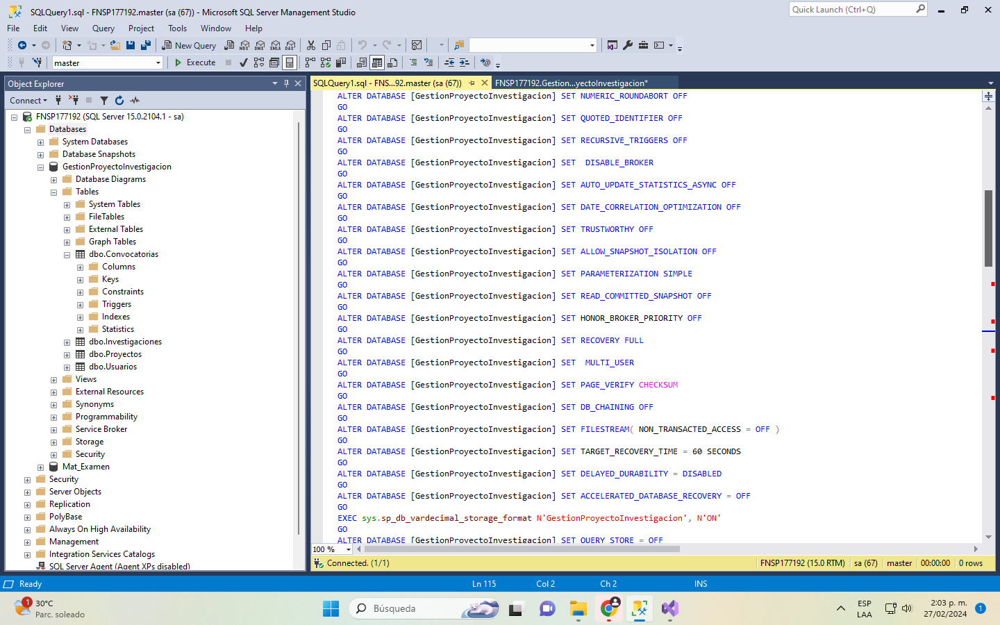 SQLQuery1.sql - FNSP177192.master (sa (67)) - Microsoft SQL Server Management Studio
Quick Launch (Ctrl+Q)
File Edit View Query Project Tools Window Help
New Query
MDX DMX XMLA DAX
master
Execute
Object Explorer
Connect
FNSP177192 (SQL Server 15.0.2104.1 - sa)
Databases
System Databases
Database Snapshots
GestionProyectoInvestigacion
Database Diagrams
Tables
System Tables
FileTables
External Tables
Graph Tables
dbo.Convocatorias
Columns
Keys
Constraints
Triggers
Indexes
Statistics
dbo.Investigaciones
dbo.Proyectos
dbo.Usuarios
Views
External Resources
Synonyms
Programmability
Service Broker
Storage
Security
Mat_Examen
Security
Server Objects
Replication
PolyBase
Always On High Availability
Management
Integration Services Catalogs
SQL Server Agent (Agent XPs disabled)
SQLQuery1.sql - FNS...92.master (sa (67))
FNSP177192.Gestion...yectoInvestigacion*
ALTER DATABASE [GestionProyectoInvestigacion] SET NUMERIC_ROUNDABORT OFF
GO
ALTER DATABASE [GestionProyectoInvestigacion] SET QUOTED_IDENTIFIER OFF
GO
ALTER DATABASE [GestionProyectoInvestigacion] SET RECURSIVE_TRIGGERS OFF
GO
ALTER DATABASE [GestionProyectoInvestigacion] SET  DISABLE_BROKER
GO
ALTER DATABASE [GestionProyectoInvestigacion] SET AUTO_UPDATE_STATISTICS_ASYNC OFF
GO
ALTER DATABASE [GestionProyectoInvestigacion] SET DATE_CORRELATION_OPTIMIZATION OFF
GO
ALTER DATABASE [GestionProyectoInvestigacion] SET TRUSTWORTHY OFF
GO
ALTER DATABASE [GestionProyectoInvestigacion] SET ALLOW_SNAPSHOT_ISOLATION OFF
GO
ALTER DATABASE [GestionProyectoInvestigacion] SET PARAMETERIZATION SIMPLE
GO
ALTER DATABASE [GestionProyectoInvestigacion] SET READ_COMMITTED_SNAPSHOT OFF
GO
ALTER DATABASE [GestionProyectoInvestigacion] SET HONOR_BROKER_PRIORITY OFF
GO
ALTER DATABASE [GestionProyectoInvestigacion] SET RECOVERY FULL
GO
ALTER DATABASE [GestionProyectoInvestigacion] SET  MULTI_USER
GO
ALTER DATABASE [GestionProyectoInvestigacion] SET PAGE_VERIFY CHECKSUM
GO
ALTER DATABASE [GestionProyectoInvestigacion] SET DB_CHAINING OFF
GO
ALTER DATABASE [GestionProyectoInvestigacion] SET FILESTREAM( NON_TRANSACTED_ACCESS = OFF )
GO
ALTER DATABASE [GestionProyectoInvestigacion] SET TARGET_RECOVERY_TIME = 60 SECONDS
GO
ALTER DATABASE [GestionProyectoInvestigacion] SET DELAYED_DURABILITY = DISABLED
GO
ALTER DATABASE [GestionProyectoInvestigacion] SET ACCELERATED_DATABASE_RECOVERY = OFF
GO
EXEC sys.sp_db_vardecimal_storage_format N'GestionProyectoInvestigacion', N'ON'
GO
ALTER DATABASE [GestionProyectoInvestigacion] SET QUERY_STORE = OFF
100 %
Connected. (1/1)
FNSP177192 (15.0 RTM) sa (67) master 00:00:00 0 rows
Ready
Ln 115 Col 2 Ch 2 INS
1
30°C
Parc. soleado
Búsqueda
ESP
LAA
2:03 p. m.
27/02/2024
1